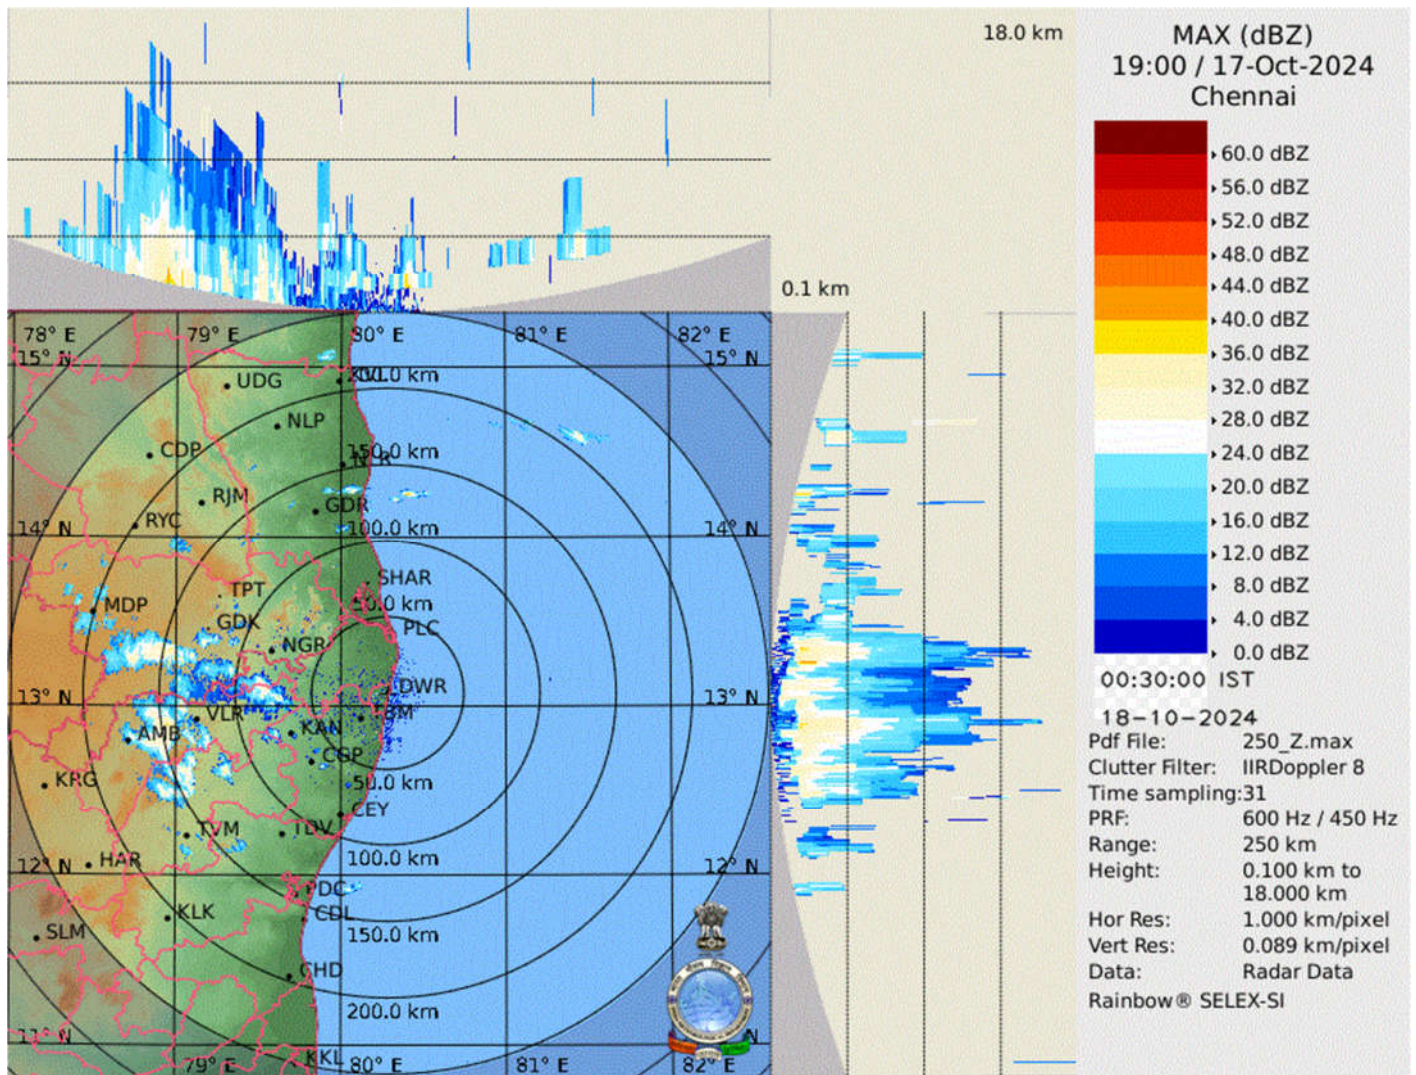 18.0 km
0.1 km
MAX (dBZ)
19:00 / 17-Oct-2024
Chennai
60.0 dBZ
56.0 dBZ
52.0 dBZ
48.0 dBZ
44.0 dBZ
40.0 dBZ
36.0 dBZ
32.0 dBZ
28.0 dBZ
24.0 dBZ
20.0 dBZ
16.0 dBZ
12.0 dBZ
8.0 dBZ
4.0 dBZ
0.0 dBZ
00:30:00 IST
18-10-2024
Pdf File: 250_Z.max
Clutter Filter: IIRDoppler 8
Time sampling:31
PRF: 600 Hz / 450 Hz
Range: 250 km
Height: 0.100 km to
18.000 km
Hor Res: 1.000 km/pixel
Vert Res: 0.089 km/pixel
Data: Radar Data
Rainbow® SELEX-SI
78° E 79° E 80° E 81° E 82° E
15° N 15° N
200.0 km
UDG
NLP
CDP
150.0 km
RJM
GDR
RYC
14° N 100.0 km 14° N
SHAR
TPT
50.0 km
MDP
GDK
PLC
NGR
DWR
13° N 13° N
VLR
AMB
KAN
CGP
KRG
50.0 km
CEY
TVM TDV
HAR
100.0 km
12° N 12° N
PDC
KLK
CDL
SLM
150.0 km
CHD
200.0 km
11° N
KKL
79° E 80° E 81° E 82° E